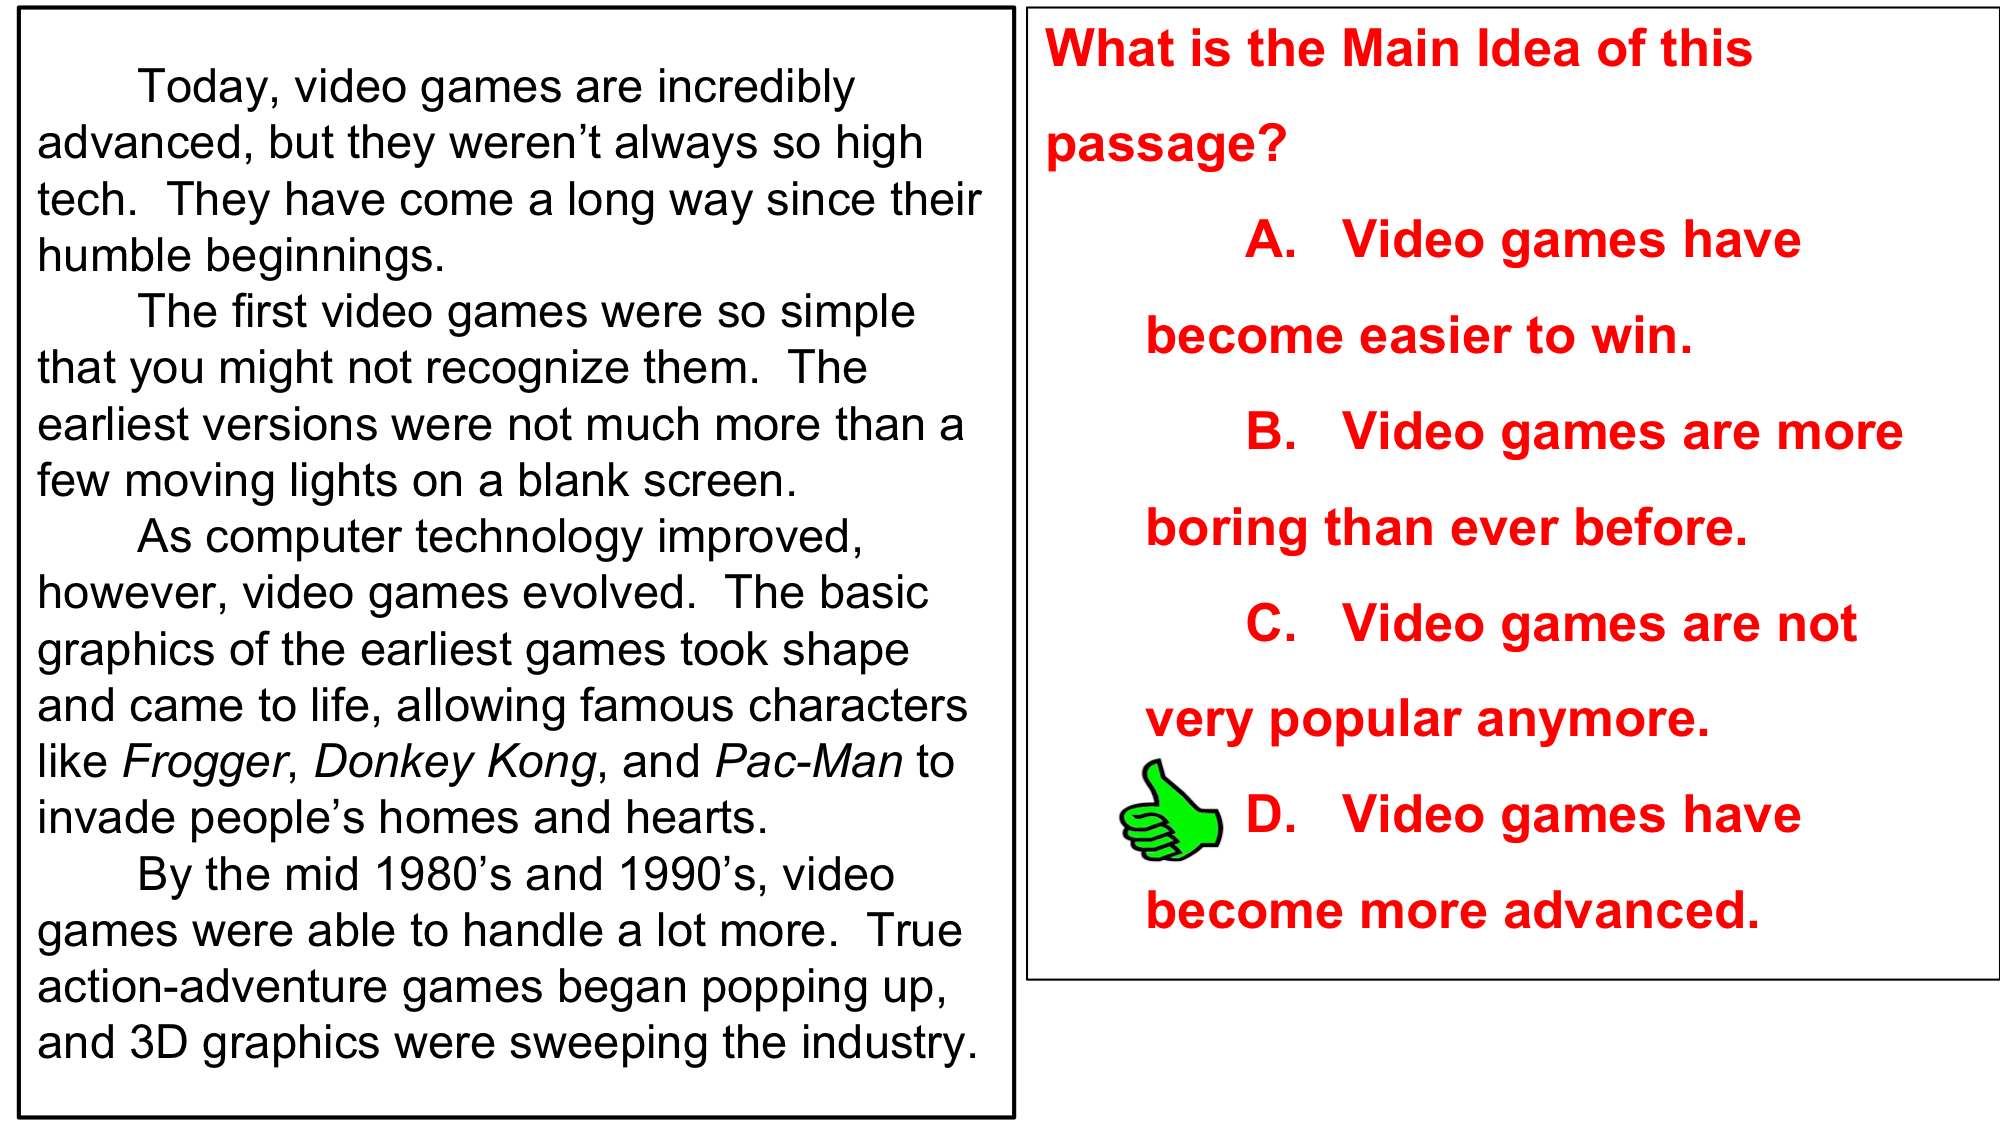 Today, video games are incredibly
advanced, but they weren’t always so high
tech.  They have come a long way since their
humble beginnings.
The first video games were so simple
that you might not recognize them.  The
earliest versions were not much more than a
few moving lights on a blank screen.
As computer technology improved,
however, video games evolved.  The basic
graphics of the earliest games took shape
and came to life, allowing famous characters
like Frogger, Donkey Kong, and Pac-Man to
invade people’s homes and hearts.
By the mid 1980’s and 1990’s, video
games were able to handle a lot more.  True
action-adventure games began popping up,
and 3D graphics were sweeping the industry.
What is the Main Idea of this
passage?
A. Video games have
become easier to win.
B. Video games are more
boring than ever before.
C. Video games are not
very popular anymore.
D. Video games have
become more advanced.